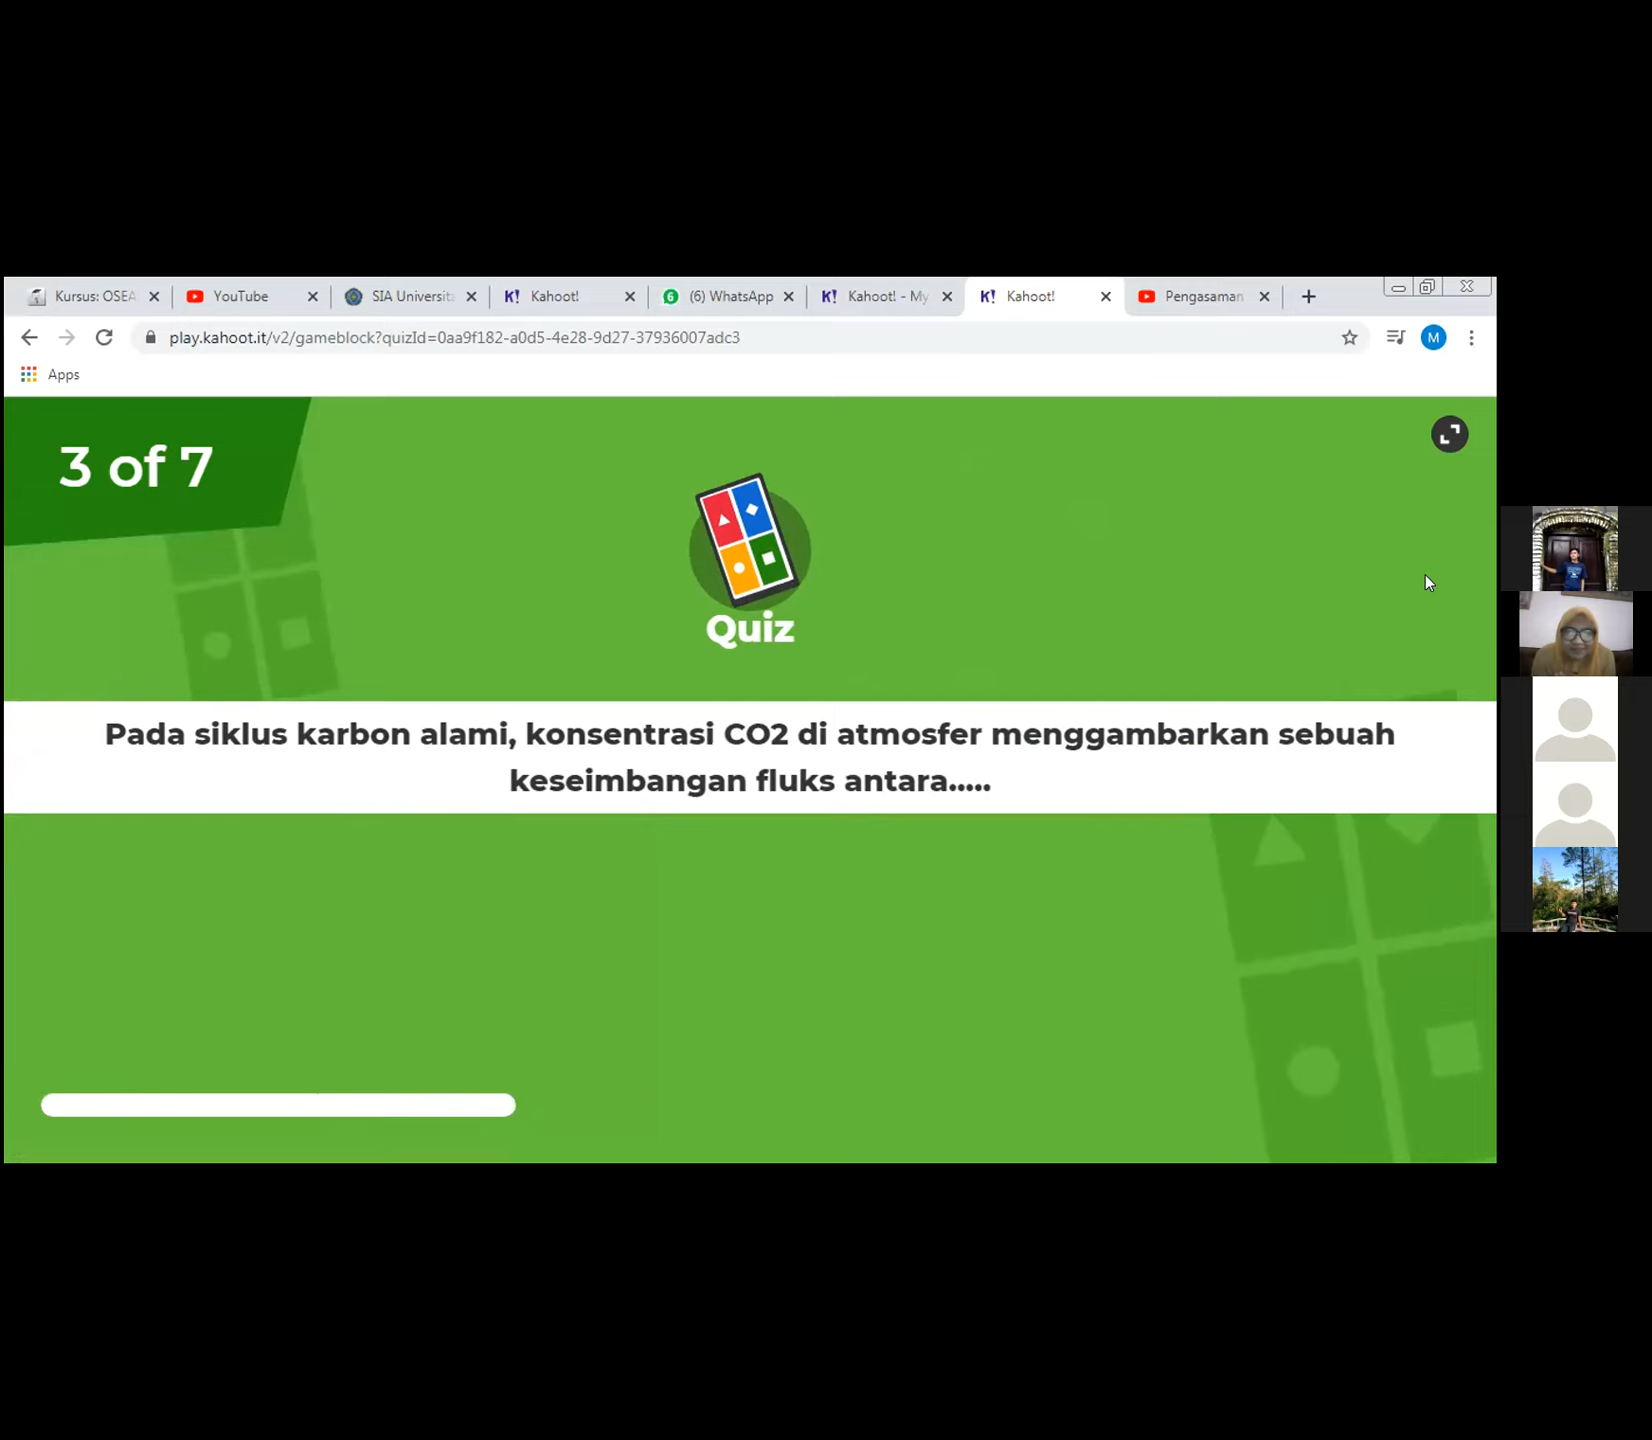 Kursus: OSEA
YouTube
SIA Universita
K! Kahoot!
6 (6) WhatsApp
K! Kahoot! - My
K! Kahoot!
Pengasaman
play.kahoot.it/v2/gameblock?quizId=0aa9f182-a0d5-4e28-9d27-37936007adc3
M
Apps
3 of 7
Quiz
Pada siklus karbon alami, konsentrasi CO2 di atmosfer menggambarkan sebuah
keseimbangan fluks antara.....